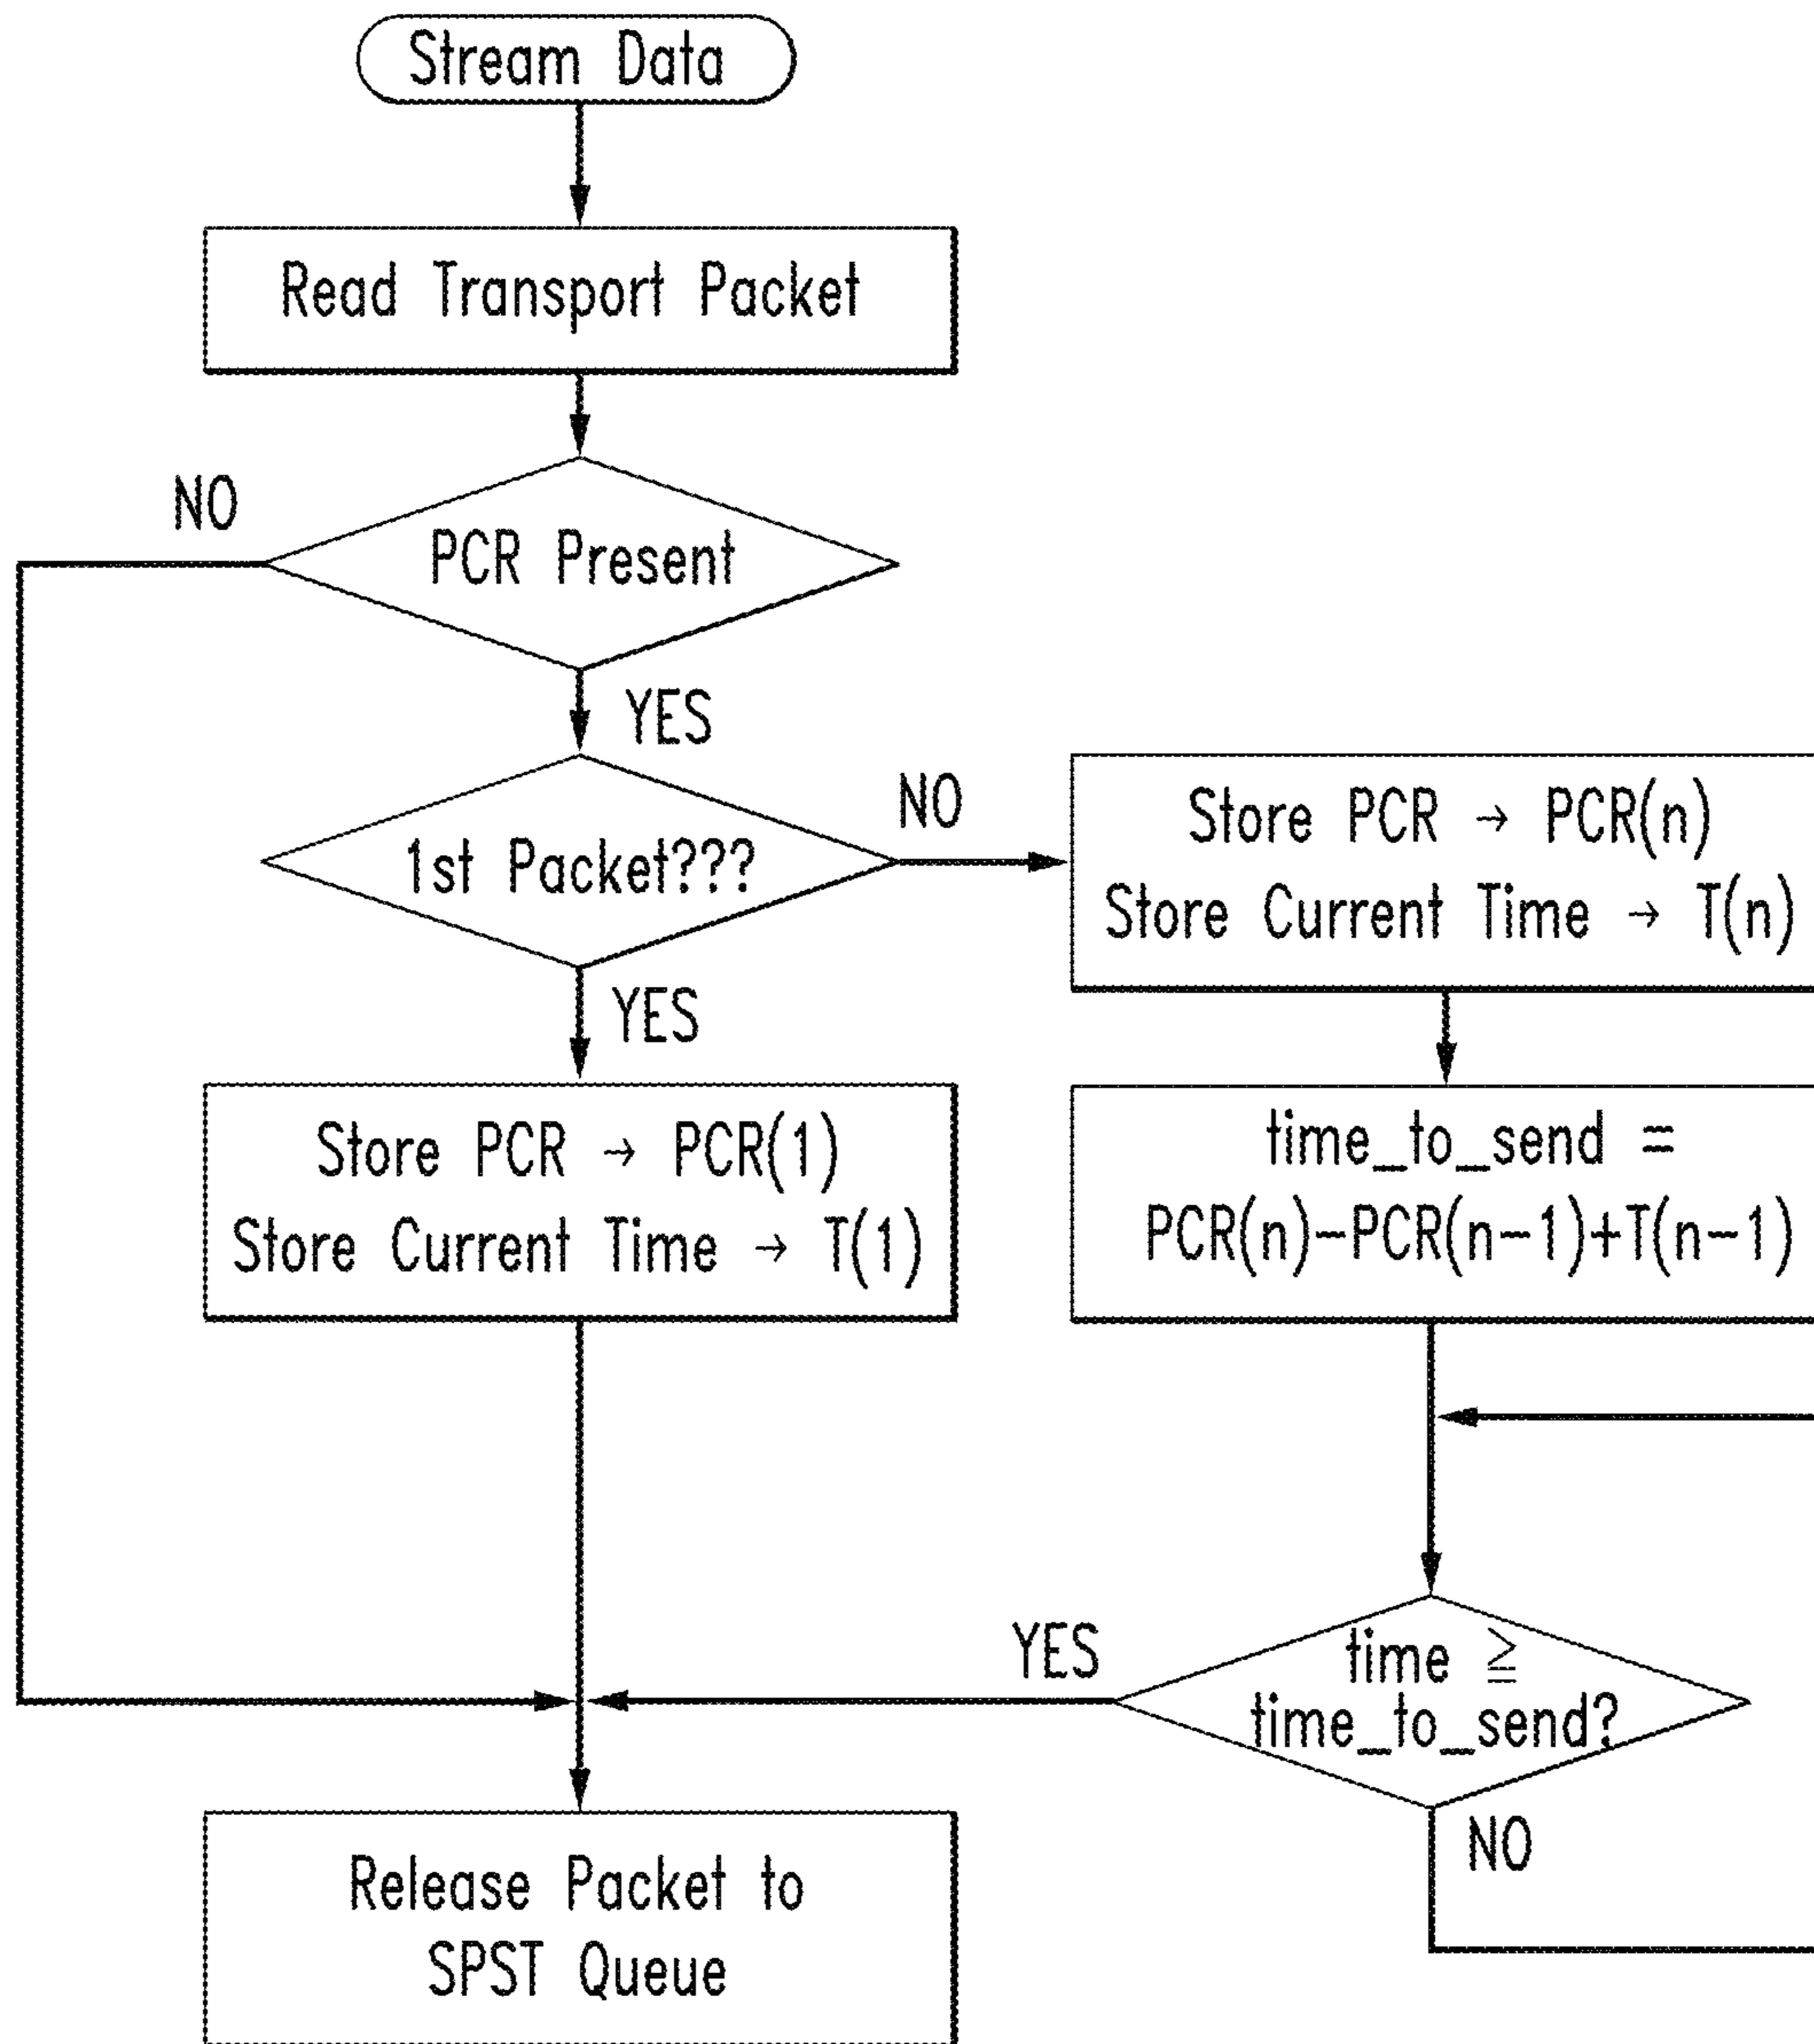 Stream Data
Read Transport Packet
NO
PCR Present
YES
1st Packet???
NO
Store PCR → PCR(n)
Store Current Time → T(n)
YES
Store PCR → PCR(1)
Store Current Time → T(1)
time_to_send =
PCR(n)-PCR(n-1)+T(n-1)
YES
time ≧
time_to_send?
NO
Release Packet to
SPST Queue